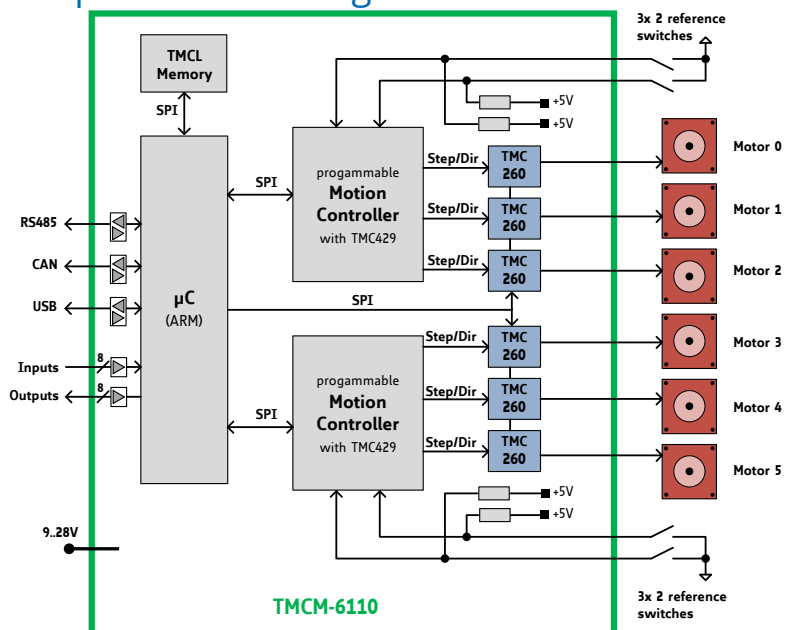 3x 2 reference
switches
TMCL
Memory
+5V
SPI
+5V
TMC
260
Motor 0
Step/Dir
progammable
Motion
Controller
with TMC429
SPI
Step/Dir
TMC
260
Motor 1
RS485
Step/Dir
TMC
260
Motor 2
CAN
µC
(ARM)
SPI
USB
Step/Dir
TMC
260
Motor 3
8
Inputs
8
Outputs
progammable
Motion
Controller
with TMC429
SPI
Step/Dir
TMC
260
Motor 4
Step/Dir
TMC
260
Motor 5
+5V
+5V
9..28V
TMCM-6110
3x 2 reference
switches